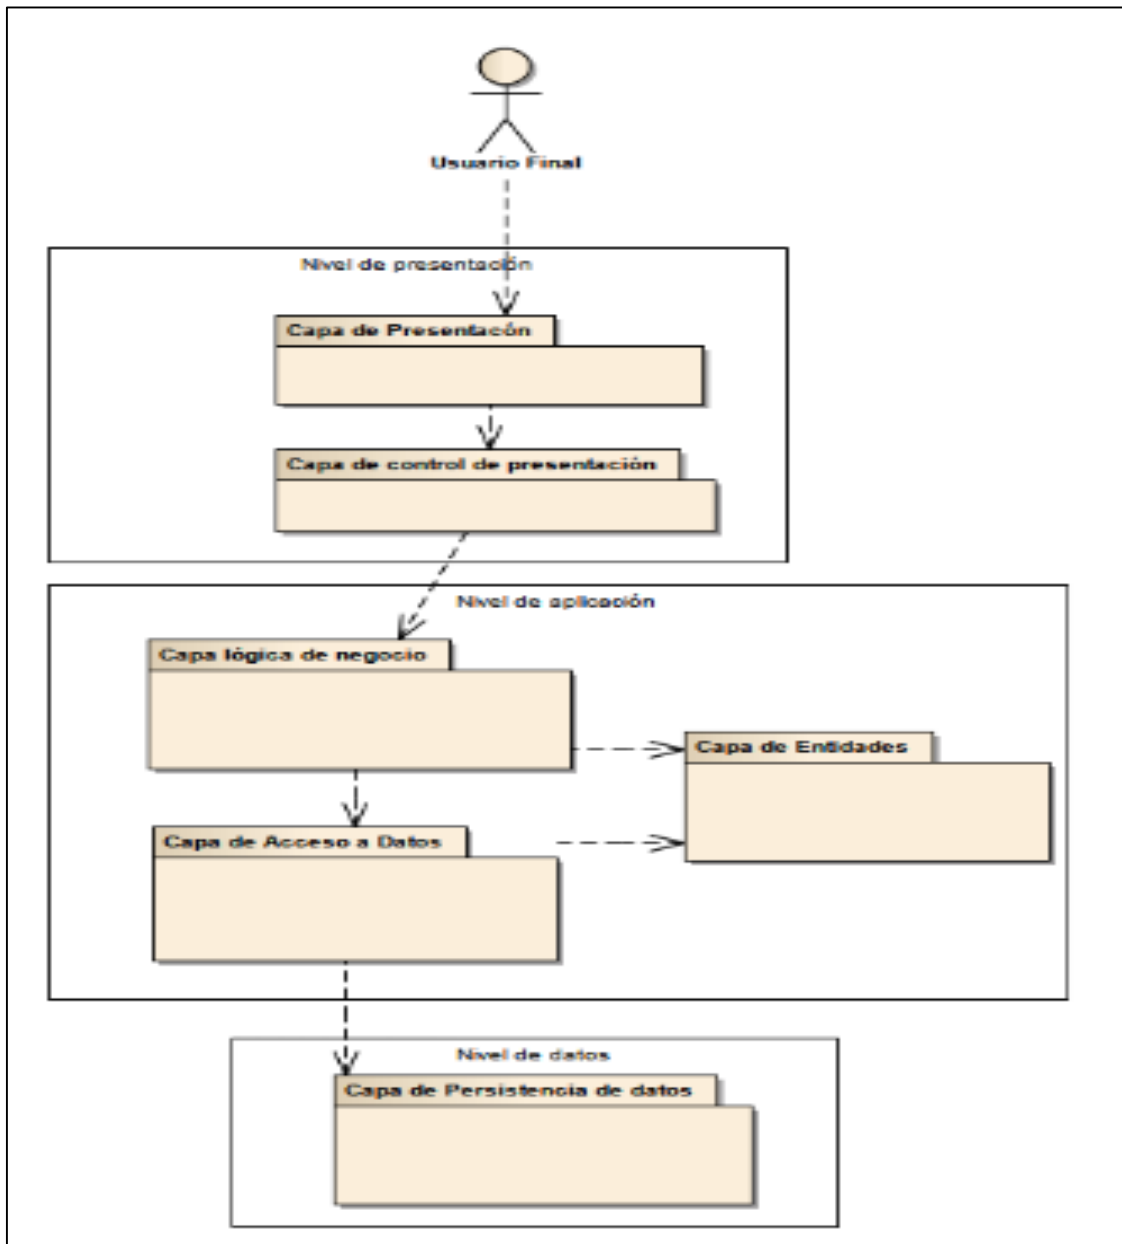 Usuario Final
Nivel de presentación
Capa de Presentacón
Capa de control de presentación
Nivel de aplicación
Capa lógica de negocio
Capa de Entidades
Capa de Acceso a Datos
Nivel de datos
Capa de Persistencia de datos